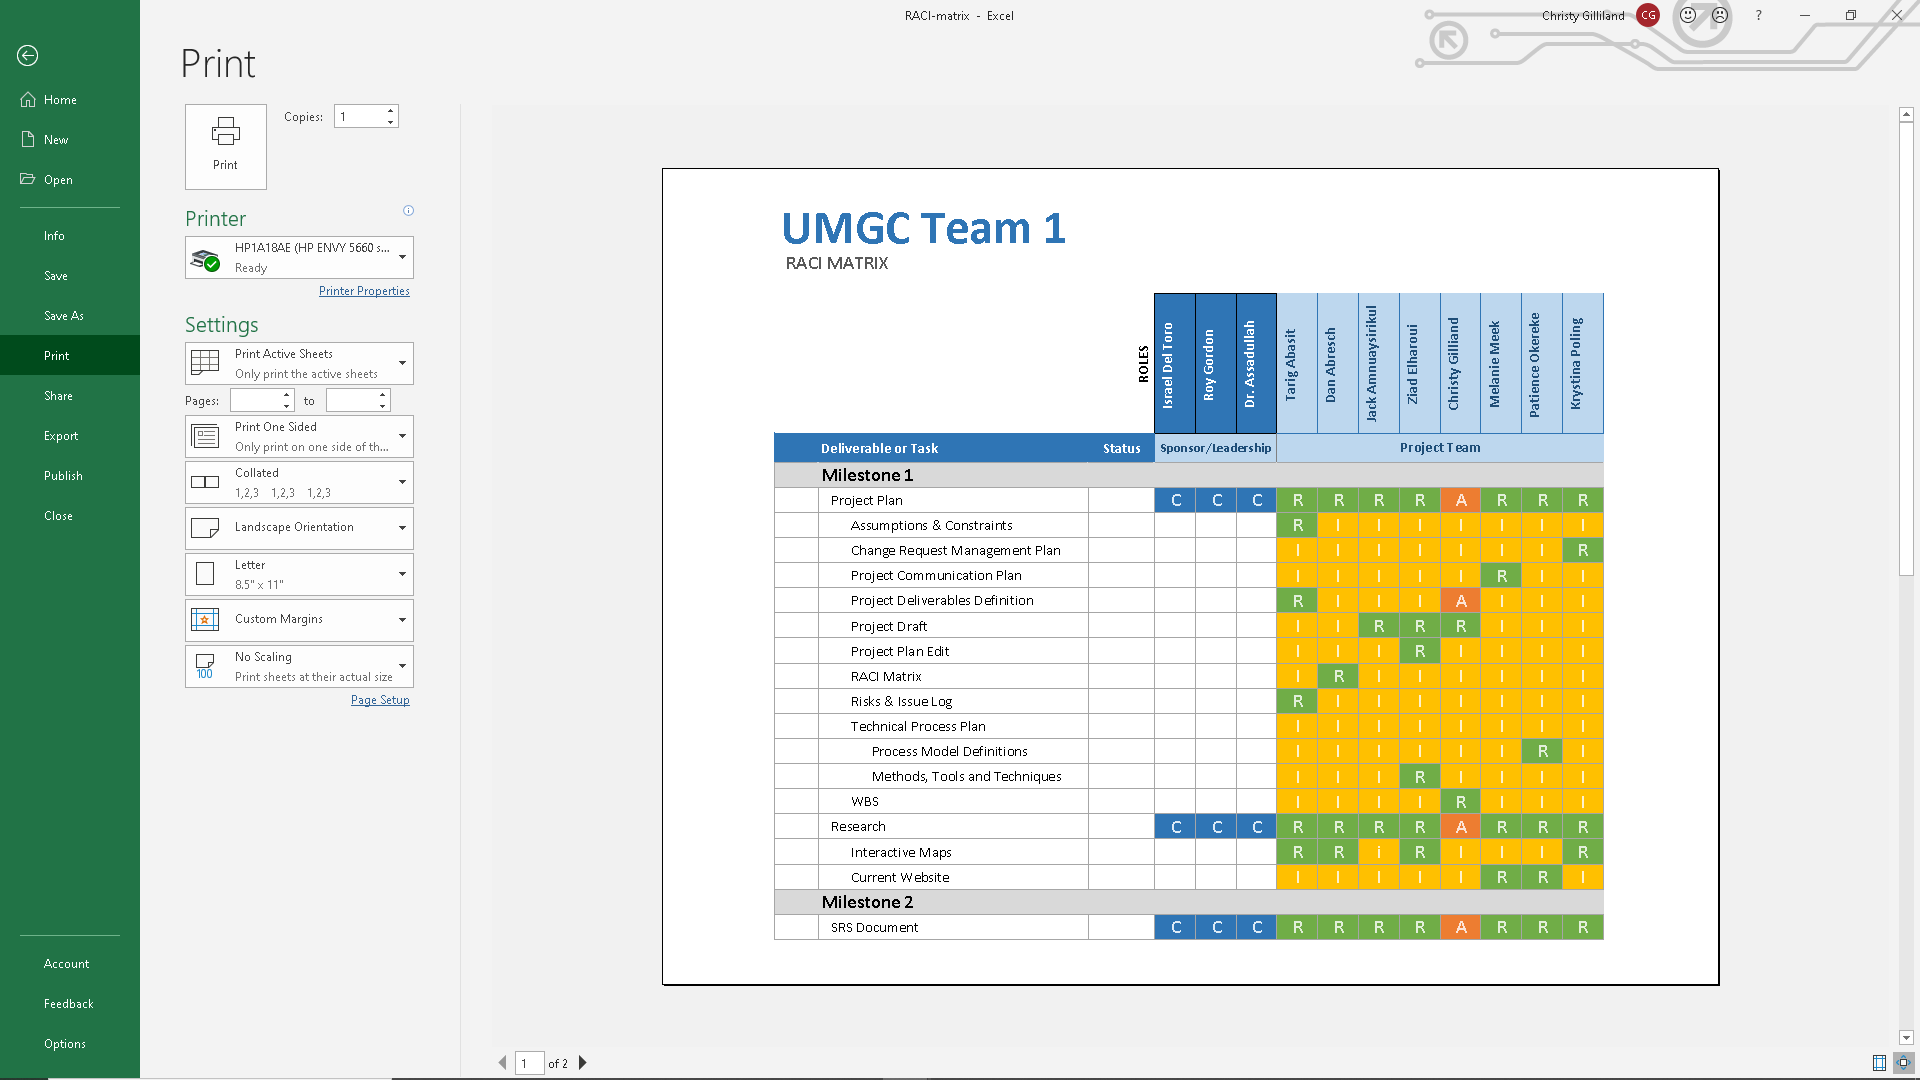 RACI-matrix - Excel
Christy Gilliland CG ?
Home
New
Open
Info
Save
Save As
Print
Share
Export
Publish
Close
Account
Feedback
Options
Print
Print
Copies: 1
Printer
HP1A18AE (HP ENVY 5660 s...
Ready
Printer Properties
Settings
Print Active Sheets
Only print the active sheets
Pages: to
Print One Sided
Only print on one side of th...
Collated
1,2,3 1,2,3 1,2,3
Landscape Orientation
Letter
8.5" x 11"
Custom Margins
No Scaling
Print sheets at their actual size
100
Page Setup
UMGC Team 1
RACI MATRIX
ROLES
Israel Del Toro
Roy Gordon
Dr. Assadullah
Tarig Abasit
Dan Abresch
Jack Amnuaysirikul
Ziad Elharoui
Christy Gilliand
Melanie Meek
Patience Okereke
Krystina Poling
Deliverable or Task Status Sponsor/Leadership Project Team
Milestone 1
Project Plan C C C R R R R A R R R
Assumptions & Constraints R I I I I I I I
Change Request Management Plan I I I I I I I R
Project Communication Plan I I I I I R I I
Project Deliverables Definition R I I I A I I I
Project Draft I I R R R I I I
Project Plan Edit I I I R I I I I
RACI Matrix I R I I I I I I
Risks & Issue Log R I I I I I I I
Technical Process Plan I I I I I I I I
Process Model Definitions I I I I I I R I
Methods, Tools and Techniques I I I R I I I I
WBS I I I I R I I I
Research C C C R R R R A R R R
Interactive Maps R R i R I I I R
Current Website I I I I I R R I
Milestone 2
SRS Document C C C R R R R A R R R
1 of 2